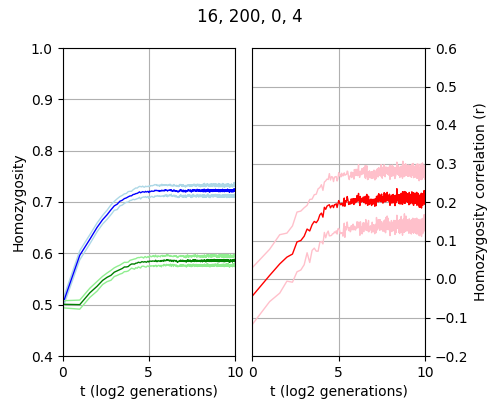 16, 200, 0, 4
Homozygosity
1.0
0.9
0.8
0.7
0.6
0.5
0.4
0 5 10
t (log2 generations)
0 5 10
t (log2 generations)
0.6
0.5
0.4
0.3
0.2
0.1
0.0
−0.1
−0.2
Homozygosity correlation (r)